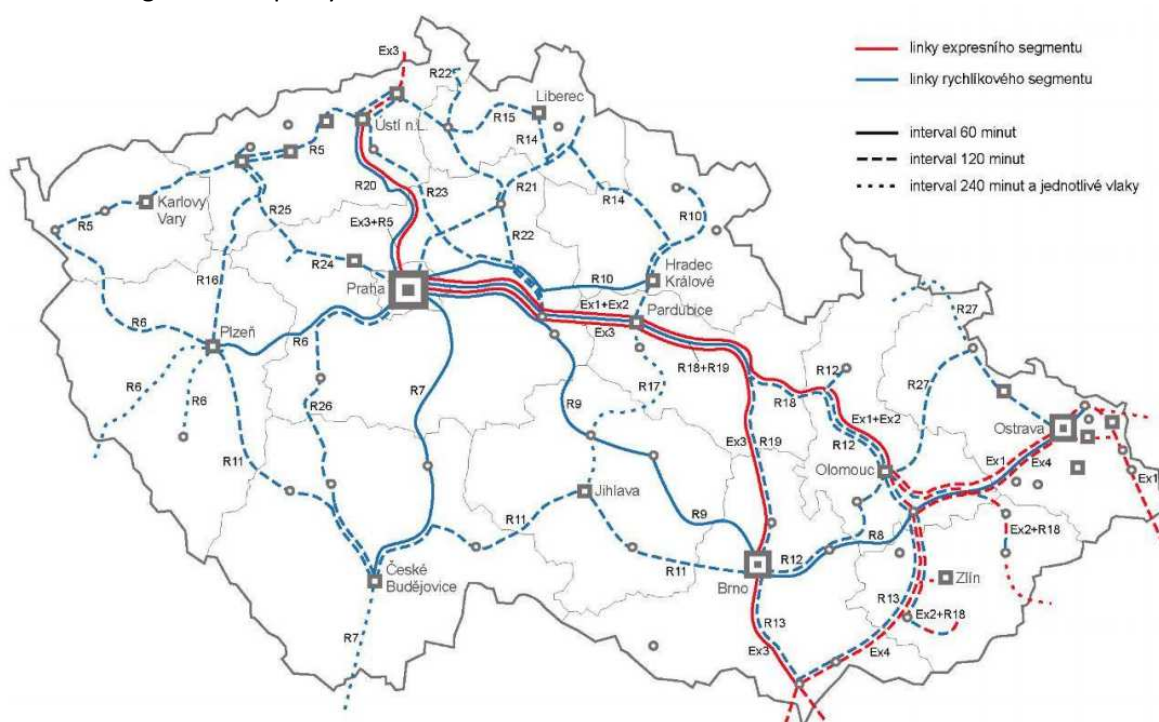 Ex3
R22
Liberec
R15
Ústí n.L.
R14
R5
R20
R23
R21
R14
Karlovy
Vary
R5
R25
Ex3+R5
R22
R10
R24
R16
Praha
R10
Hradec
Králové
Ex1+Ex2
Pardubice
Ex3
R6
Plzeň
R6
R18+R19
R27
R6
R6
R7
R9
R17
R18
R12
R27
Ex1+Ex2
R12
Ex3
R19
Ostrava
R26
R11
Olomouc
Ex1
Ex4
Ex1
Jihlava
R9
R11
R8
Ex2+R18
R11
R12
Brno
Zlín
České
Budějovice
R13
R13
Ex2+R18
R7
Ex3
Ex4
linky expresního segmentu
linky rychlíkového segmentu
interval 60 minut
interval 120 minut
interval 240 minut a jednotlivé vlaky